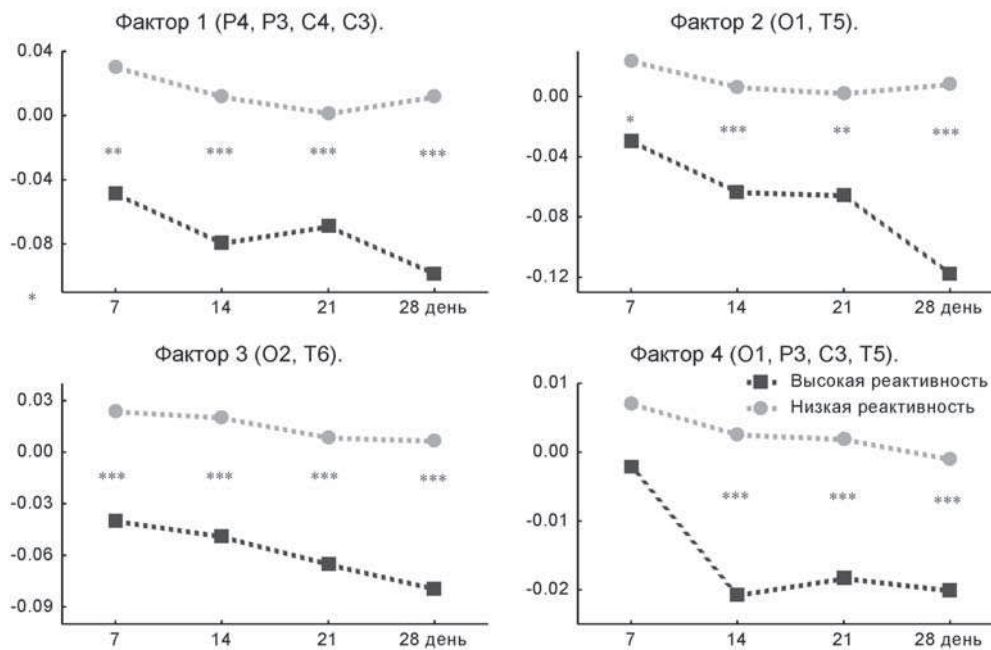 Фактор 1 (P4, P3, C4, C3).
0.04
0.00
-0.04
-0.08
** *** *** ***
*
7 14 21 28 день
Фактор 2 (O1, T5).
0.00
-0.04
-0.08
-0.12
* *** ** ***
7 14 21 28 день
Фактор 3 (O2, T6).
0.03
0.00
-0.03
-0.06
-0.09
*** *** *** ***
7 14 21 28 день
Фактор 4 (O1, P3, C3, T5).
Высокая реактивность
Низкая реактивность
0.01
0.00
-0.01
-0.02
*** *** ***
7 14 21 28 день